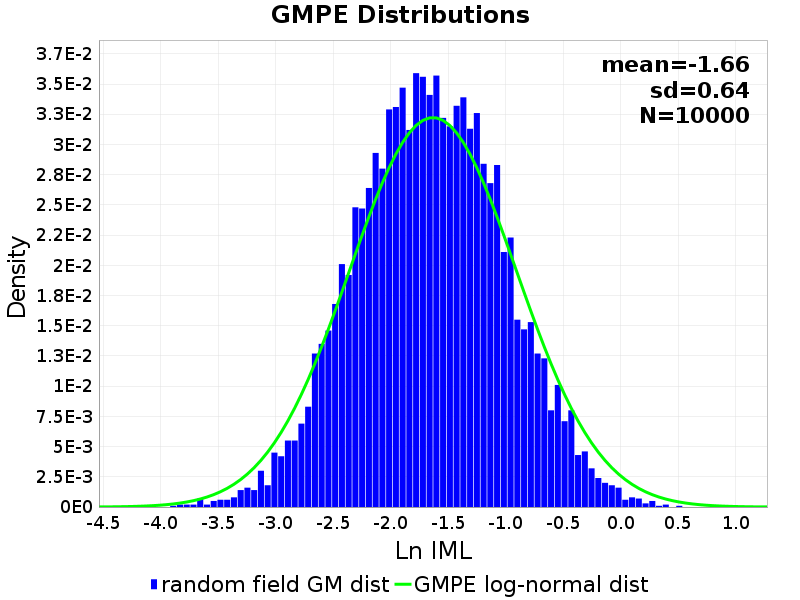 GMPE Distributions
mean=-1.66
sd=0.64
N=10000
3.7E-2
3.5E-2
3.3E-2
3E-2
2.8E-2
2.5E-2
2.2E-2
2E-2
1.8E-2
1.5E-2
1.3E-2
1E-2
7.5E-3
5E-3
2.5E-3
0E0
Density
-4.5 -4.0 -3.5 -3.0 -2.5 -2.0 -1.5 -1.0 -0.5 0.0 0.5 1.0
Ln IML
random field GM dist GMPE log-normal dist